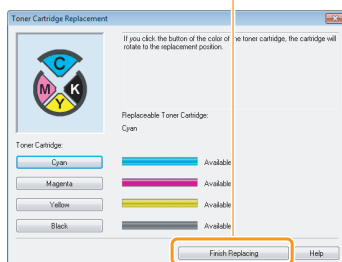 Toner Cartridge Replacement
If you click the button of the color of the toner cartridge, the cartridge will
rotate to the replacement position.
C
M K
Y
Replaceable Toner Cartridge:
Cyan
Toner Cartridge:
Cyan Available
Magenta Available
Yellow Available
Black Available
Finish Replacing Help